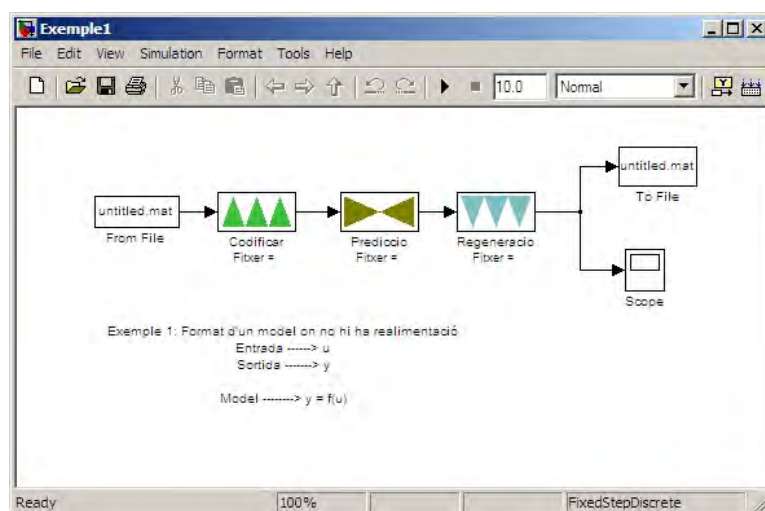 Exemple1
File Edit View Simulation Format Tools Help
10.0 Normal
untitled.mat
From File
Codificar
Fitxer =
Prediccio
Fitxer =
Regeneracio
Fitxer =
untitled.mat
To File
Scope
Exemple 1: Format d'un model on no hi ha realimentació
Entrada ------> u
Sortida -------> y
Model --------> y = f(u)
Ready 100% FixedStepDiscrete